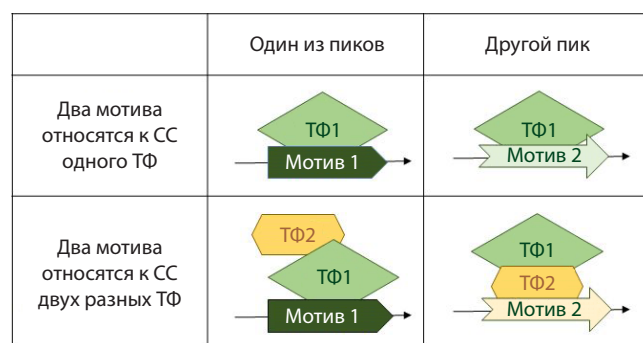 Один из пиков
Другой пик
Два мотива
относятся к СС
одного ТФ
ТФ1
Мотив 1
ТФ1
Мотив 2
Два мотива
относятся к СС
двух разных ТФ
ТФ2
ТФ1
Мотив 1
ТФ1
ТФ2
Мотив 2